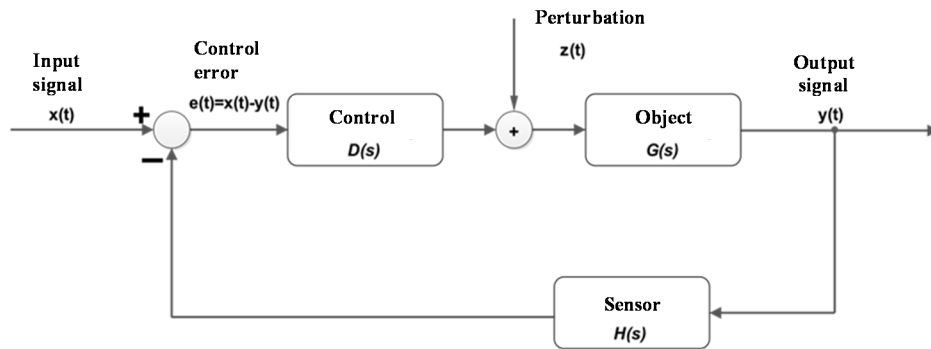 Perturbation
z(t)
Input
signal
x(t)
Control
error
e(t)=x(t)-y(t)
+
−
Control
D(s)
+
Object
G(s)
Output
signal
y(t)
Sensor
H(s)